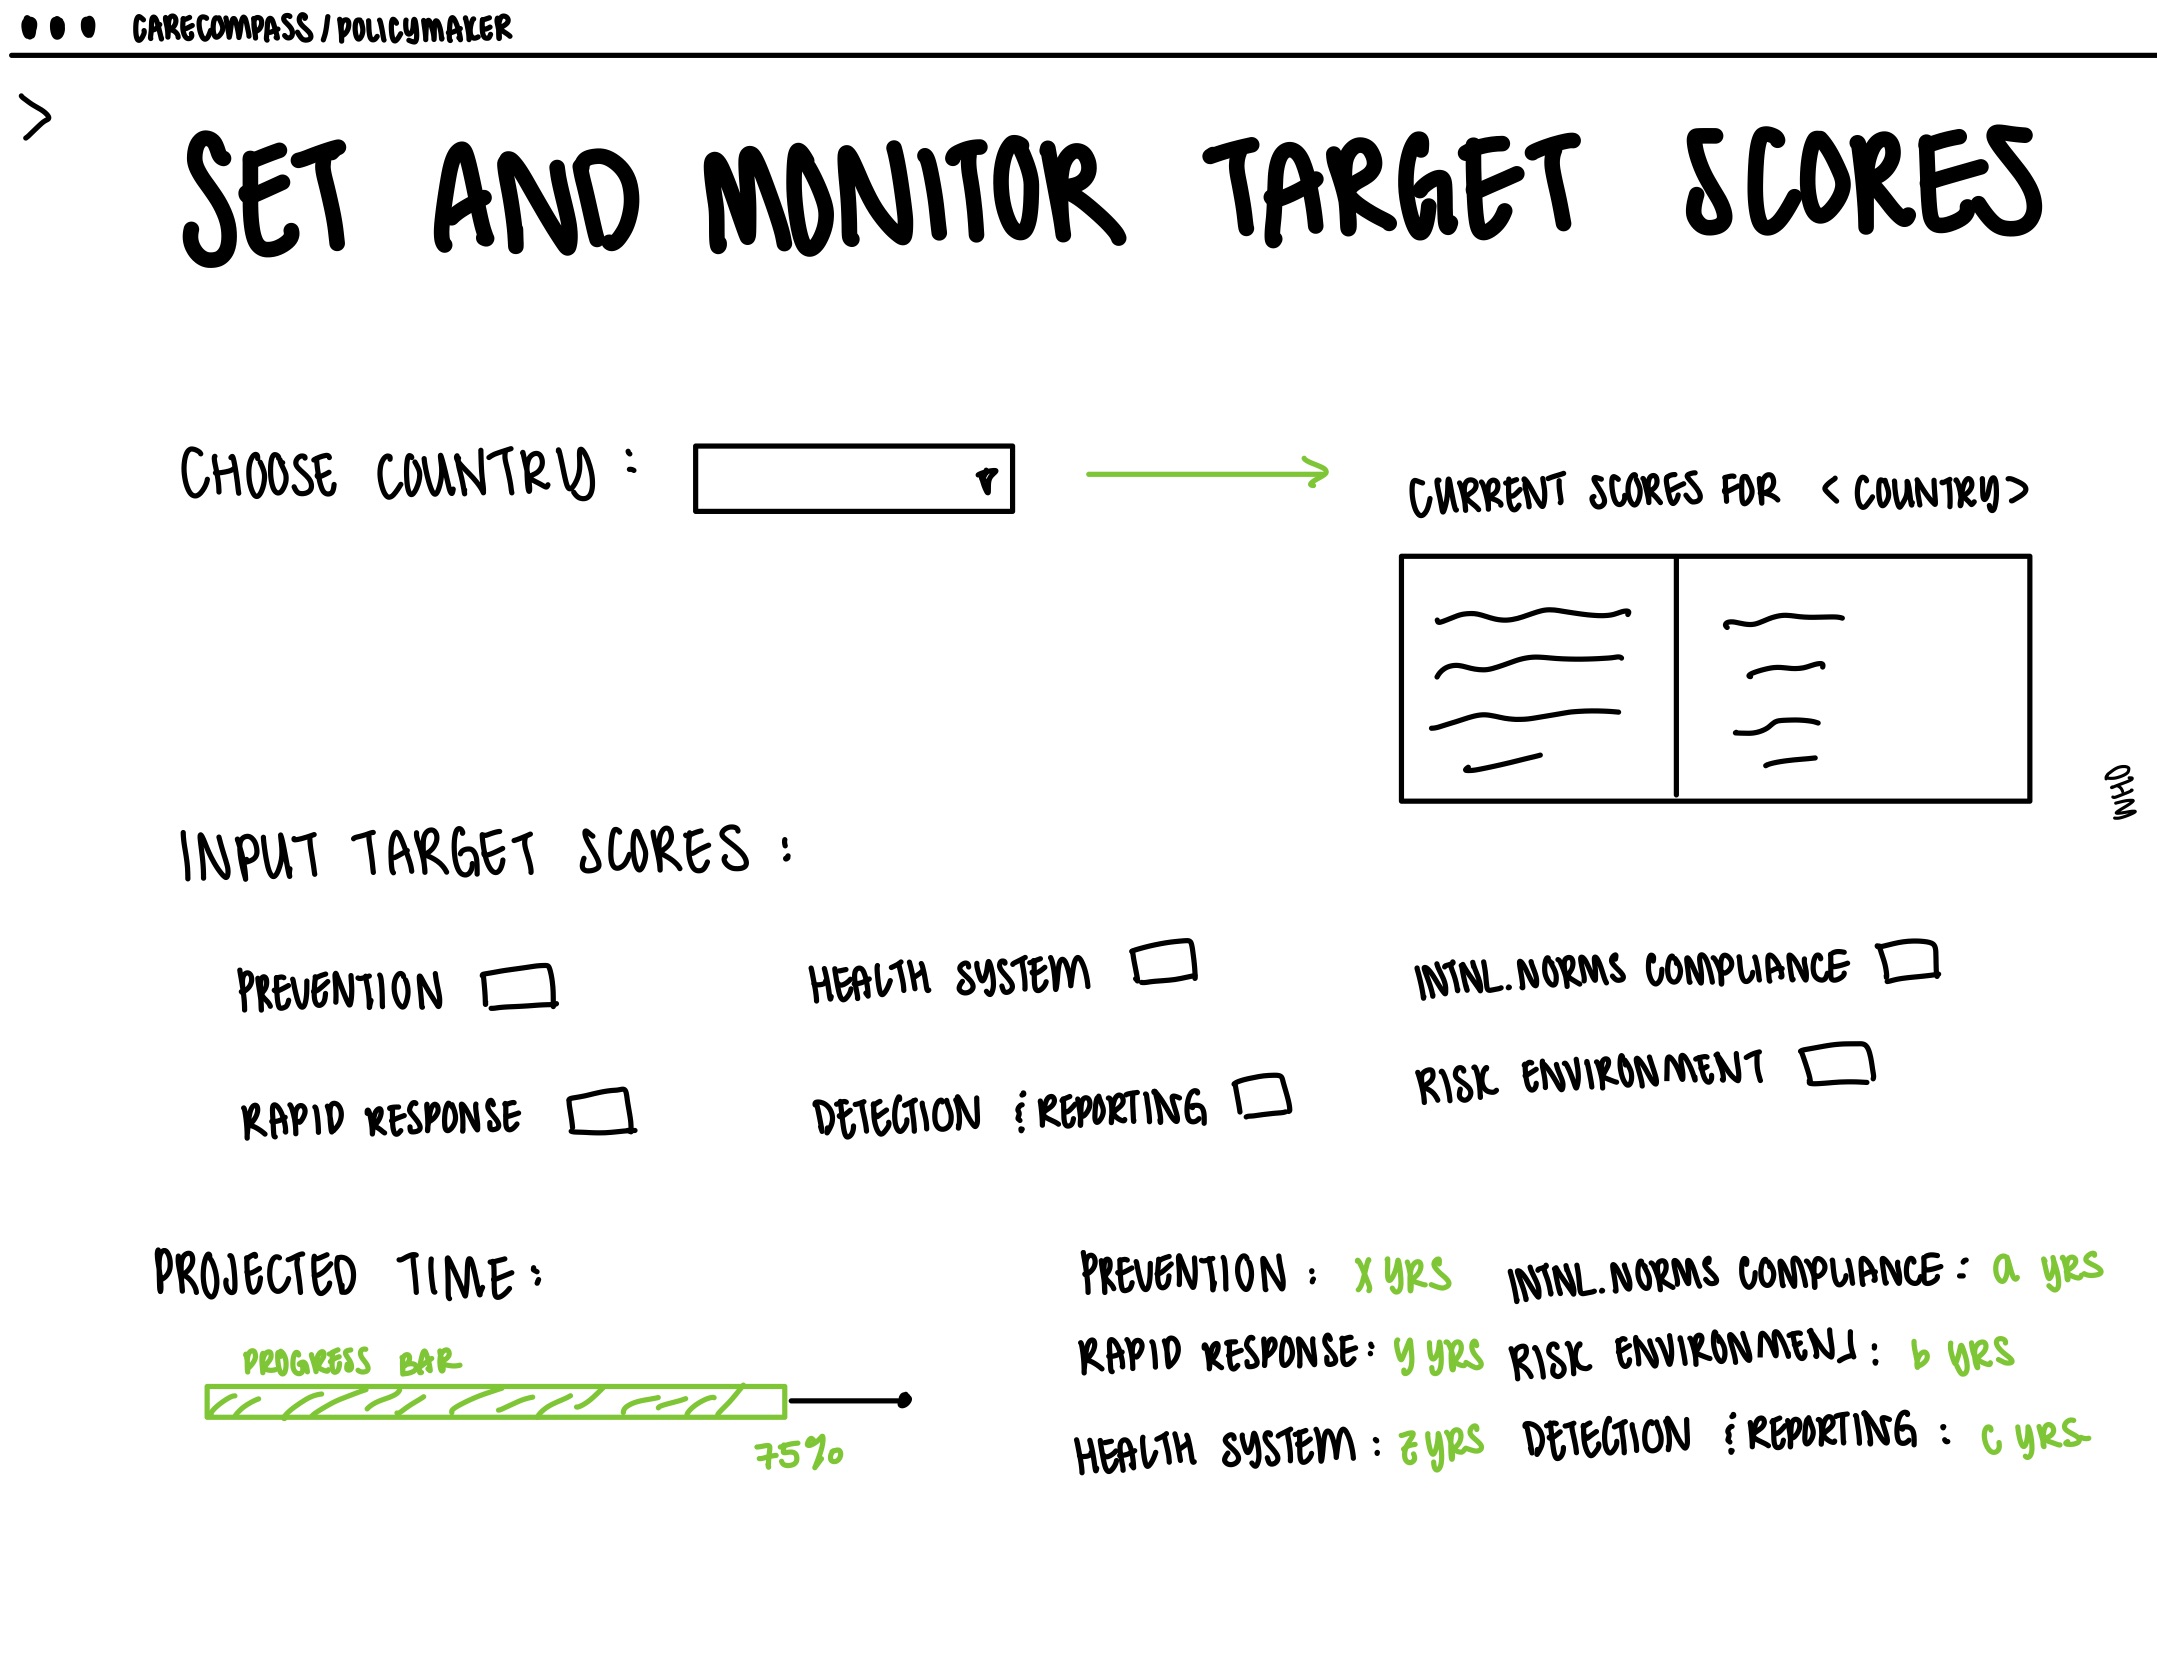 CARECOMPASS/POLICYMAKER
>
SET AND MONITOR TARGET SCORES
CHOOSE COUNTRY :
CURRENT SCORES FOR <COUNTRY>
INPUT TARGET SCORES :
PREVENTION
HEALTH SYSTEM
INTNL. NORMS COMPLIANCE
RAPID RESPONSE
DETECTION & REPORTING
RISK ENVIRONMENT
PROJECTED TIME :
PROGRESS BAR
75%
PREVENTION : X YRS
INTNL. NORMS COMPLIANCE : a YRS
RAPID RESPONSE : Y YRS
RISK ENVIRONMENT : b YRS
HEALTH SYSTEM : Z YRS
DETECTION & REPORTING : C YRS